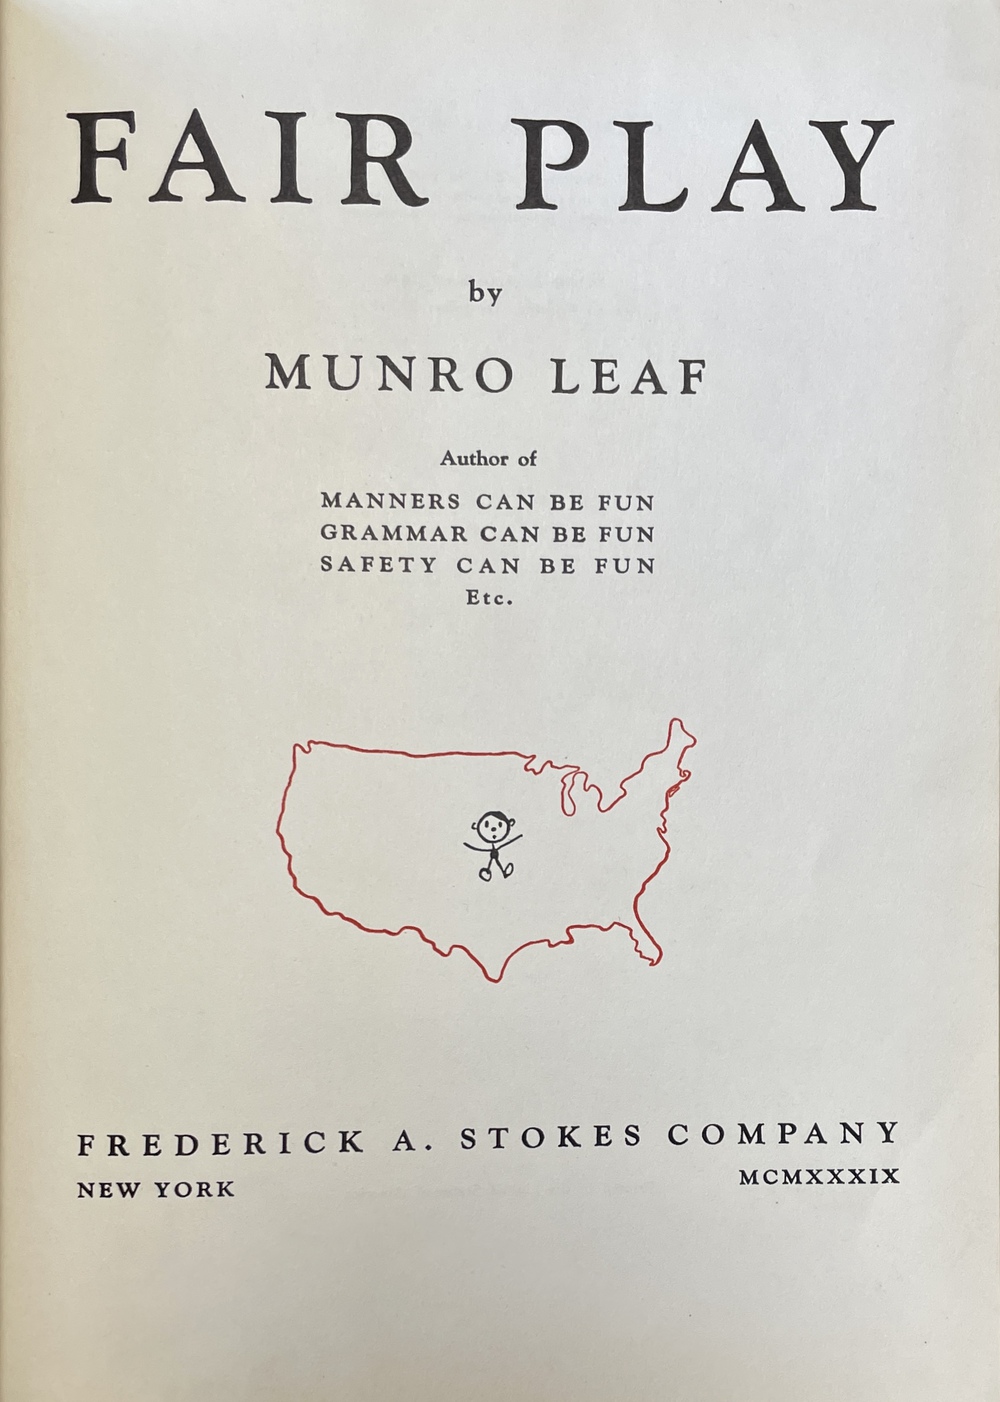 FAIR PLAY
by
MUNRO LEAF
Author of
MANNERS CAN BE FUN
GRAMMAR CAN BE FUN
SAFETY CAN BE FUN
Etc.
FREDERICK A. STOKES COMPANY
NEW YORK MCMXXXIX